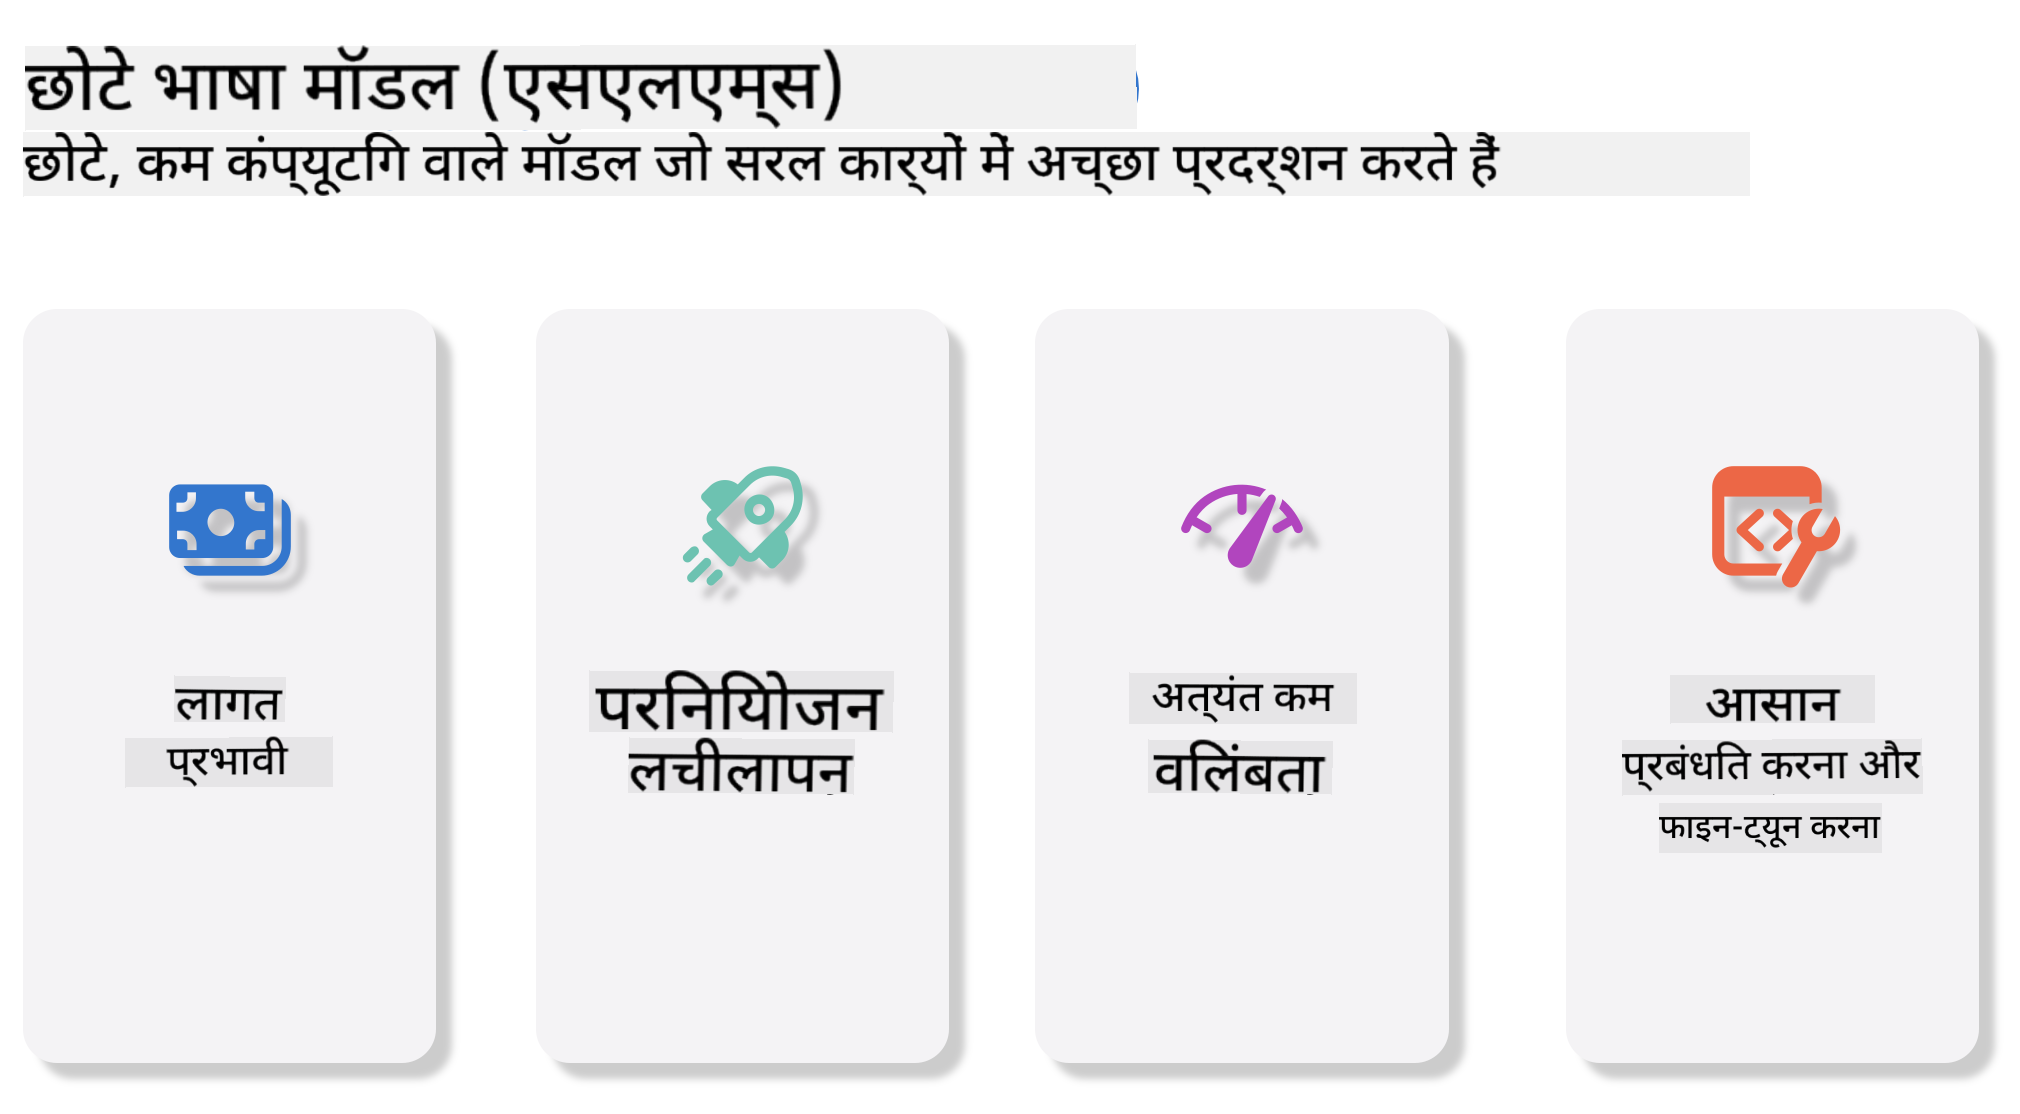 छोटे भाषा मॉडल (एसएलएम्स)
छोटे, कम कंप्यूटिंग वाले मॉडल जो सरल कार्यों में अच्छा प्रदर्शन करते हैं
लागत
प्रभावी
परिनियोजन
लचीलापन
अत्यंत कम
विलंबता
आसान
प्रबंधित करना और
फाइन-ट्यून करना